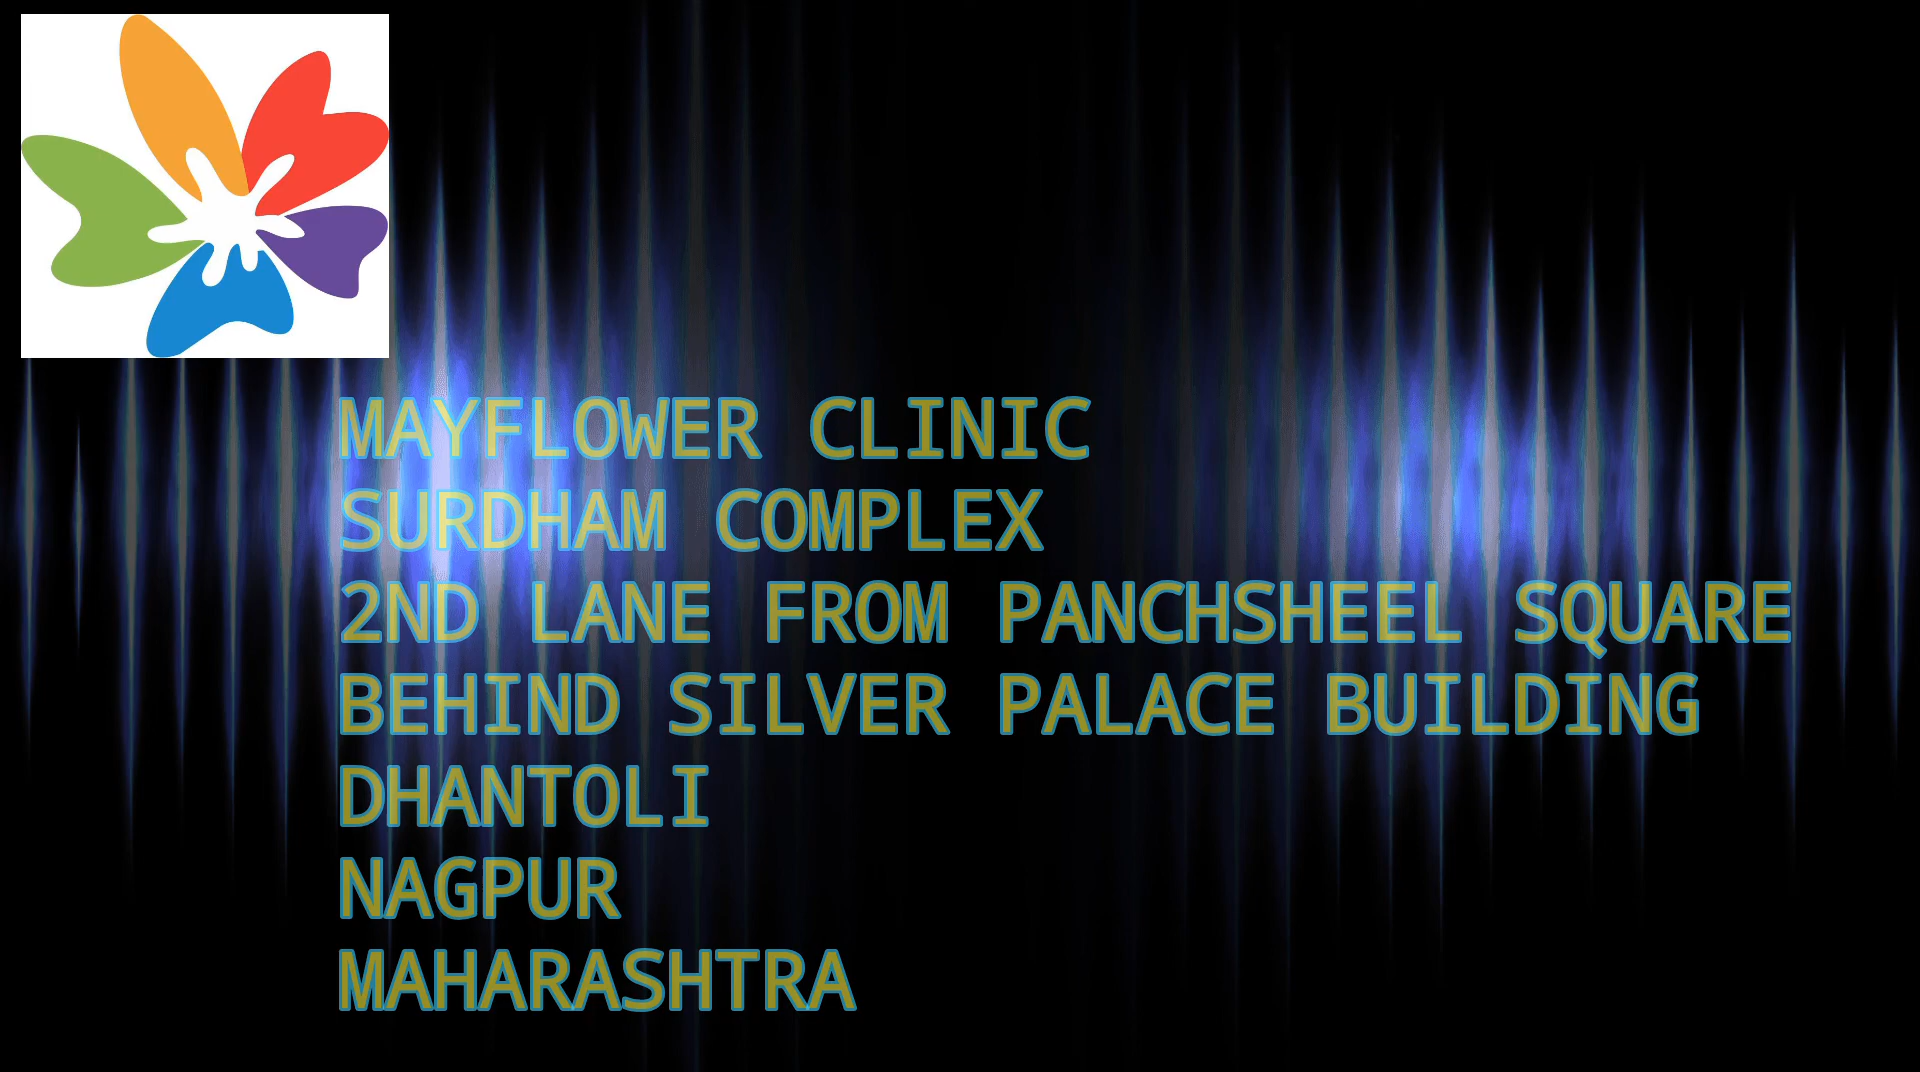 MAYFLOWER CLINIC
SURDHAM COMPLEX
2ND LANE FROM PANCHSHEEL SQUARE
BEHIND SILVER PALACE BUILDING
DHANTOLI
NAGPUR
MAHARASHTRA